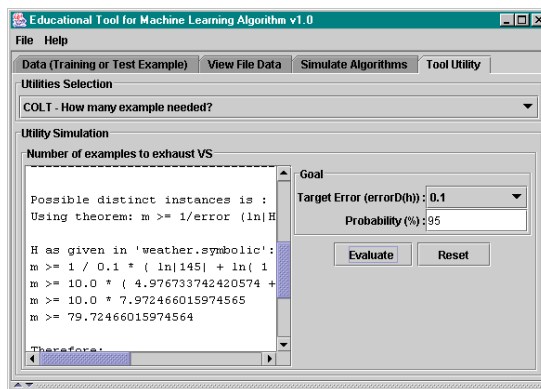 Educational Tool for Machine Learning Algorithm v1.0
File Help
Data (Training or Test Example) View File Data Simulate Algorithms Tool Utility
Utilities Selection
COLT - How many example needed?
Utility Simulation
Number of examples to exhaust VS
Possible distinct instances is :
Using theorem: m >= 1/error (ln|H
H as given in 'weather.symbolic':
m >= 1 / 0.1 * ( ln|145| + ln( 1
m >= 10.0 * ( 4.976733742420574 +
m >= 10.0 * 7.972466015974565
m >= 79.72466015974564
Therefore:
Goal
Target Error (errorD(h)) : 0.1
Probability (%) : 95
Evaluate Reset